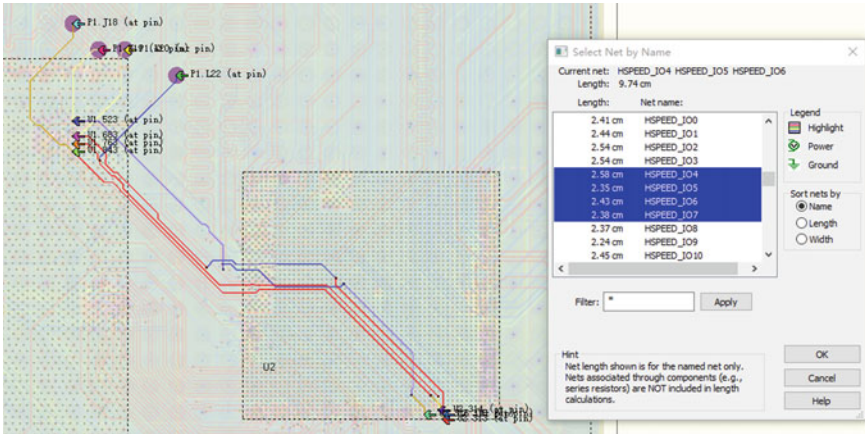 P1.J18 (at pin)
P1.L22 (at pin)
U1.523 (at pin)
U1.683 (at pin)
U2
Select Net by Name
Current net: HSPEED_IO4 HSPEED_IO5 HSPEED_IO6
Length: 9.74 cm
Length: Net name:
2.41 cm HSPEED_IO0
2.44 cm HSPEED_IO1
2.54 cm HSPEED_IO2
2.54 cm HSPEED_IO3
2.58 cm HSPEED_IO4
2.35 cm HSPEED_IO5
2.43 cm HSPEED_IO6
2.38 cm HSPEED_IO7
2.37 cm HSPEED_IO8
2.24 cm HSPEED_IO9
2.45 cm HSPEED_IO10
Legend
Highlight
Power
Ground
Sort nets by
Name
Length
Width
Filter: *
Apply
Hint
Net length shown is for the named net only.
Nets associated through components (e.g.,
series resistors) are NOT included in length
calculations.
OK
Cancel
Help